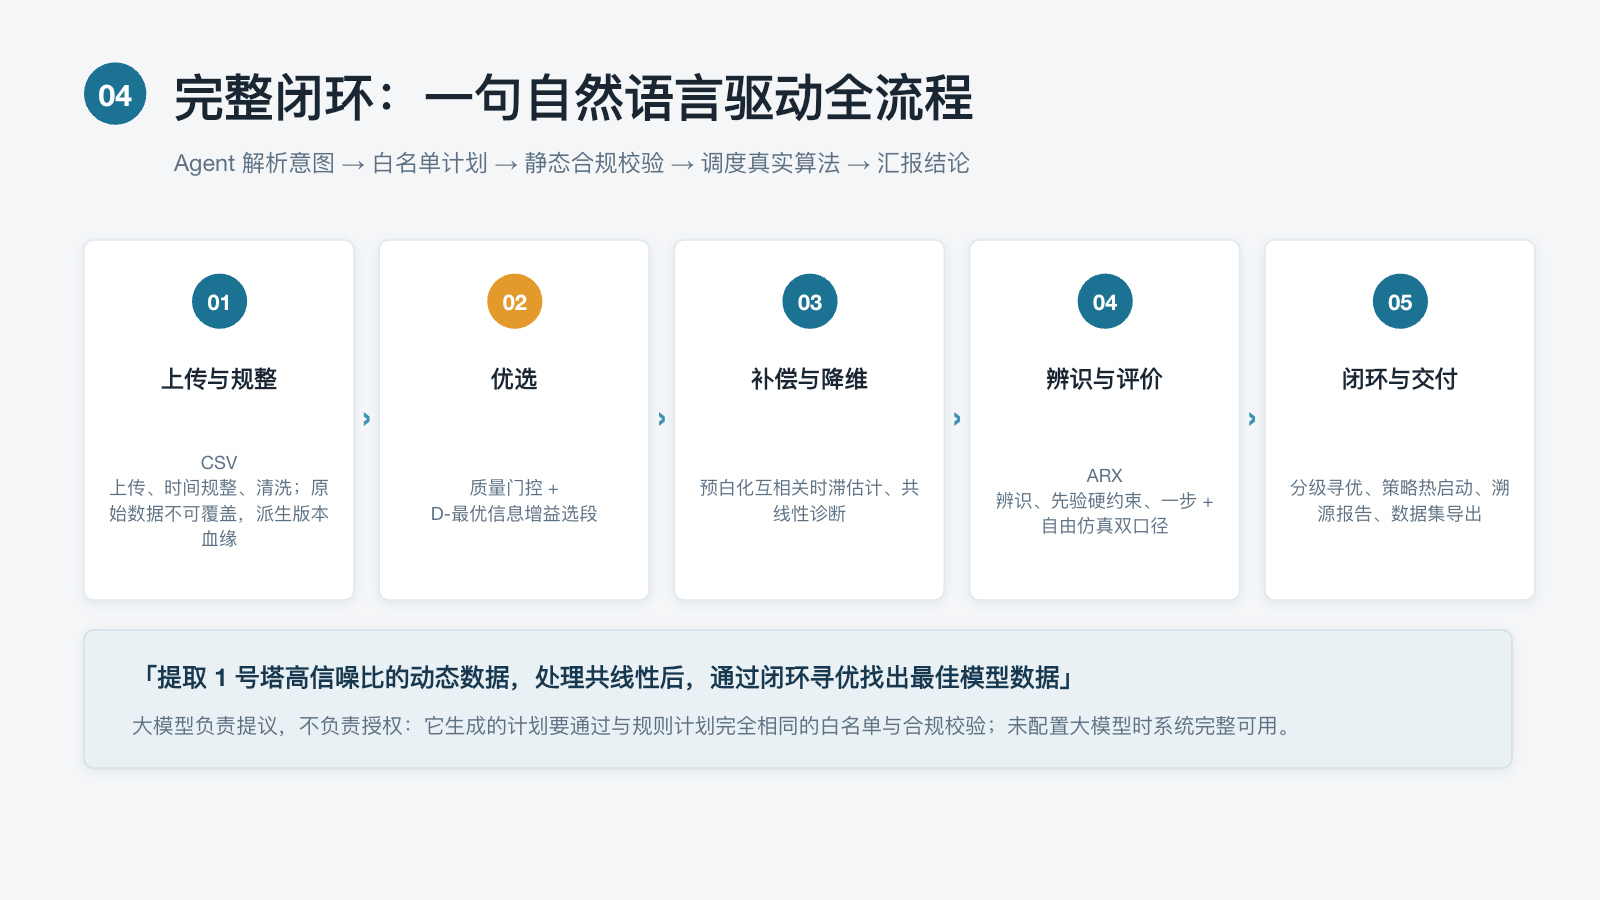 04
完整闭环：一句自然语言驱动全流程
Agent 解析意图 → 白名单计划 → 静态合规校验 → 调度真实算法 → 汇报结论
01
上传与规整
CSV
上传、时间规整、清洗；原
始数据不可覆盖，派生版本
血缘
›
02
优选
质量门控 +
D-最优信息增益选段
›
03
补偿与降维
预白化互相关时滞估计、共
线性诊断
›
04
辨识与评价
ARX
辨识、先验硬约束、一步 +
自由仿真双口径
›
05
闭环与交付
分级寻优、策略热启动、溯
源报告、数据集导出
「提取 1 号塔高信噪比的动态数据，处理共线性后，通过闭环寻优找出最佳模型数据」
大模型负责提议，不负责授权：它生成的计划要通过与规则计划完全相同的白名单与合规校验；未配置大模型时系统完整可用。